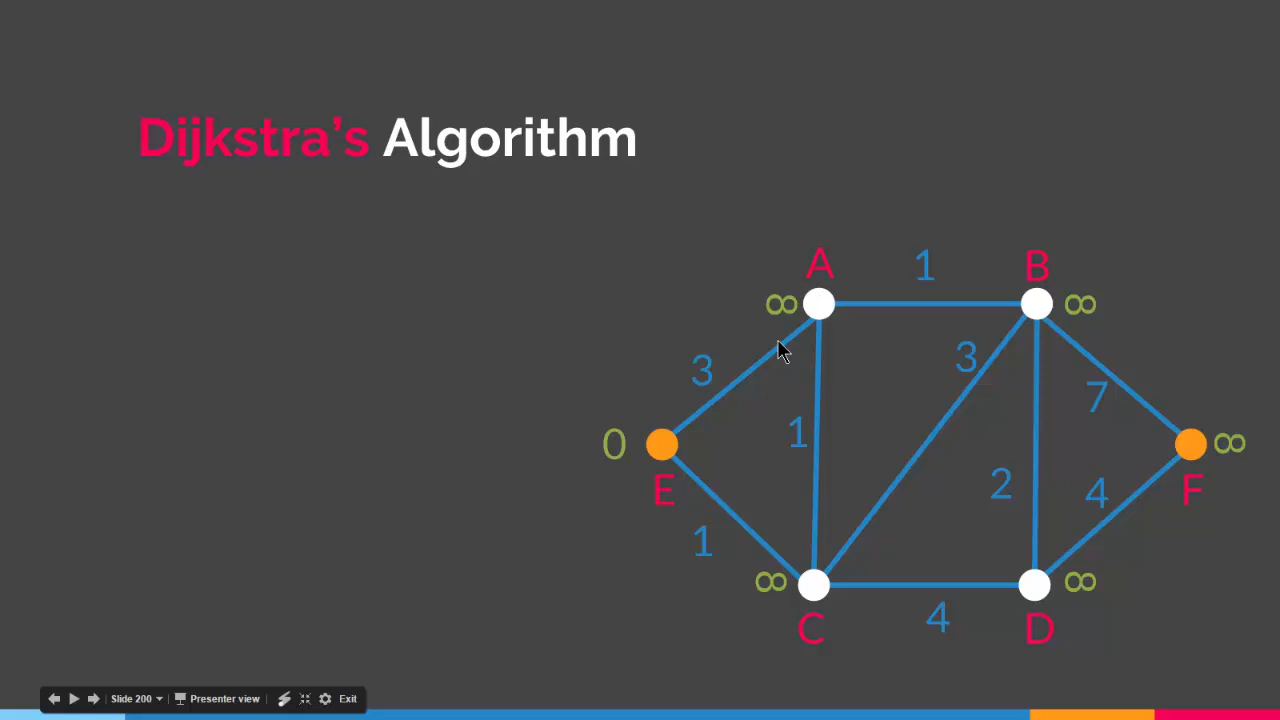 Dijkstra's Algorithm
A
1
B
∞
∞
3
3
7
1
0
∞
E
F
2
4
1
∞
∞
C
4
D
Slide 200
Presenter view
Exit